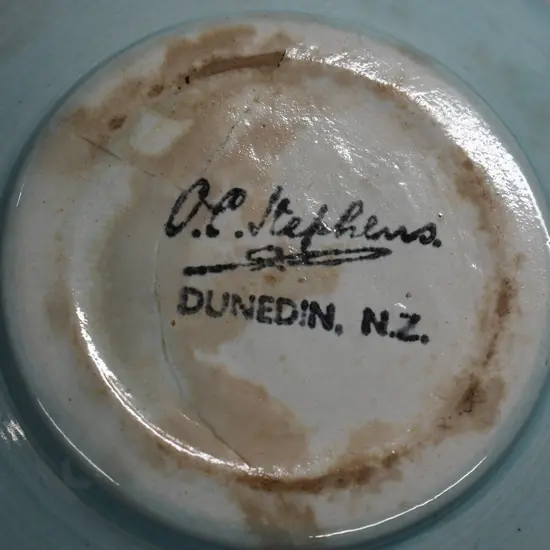 O.C. Stephens.
DUNEDIN, N.Z.